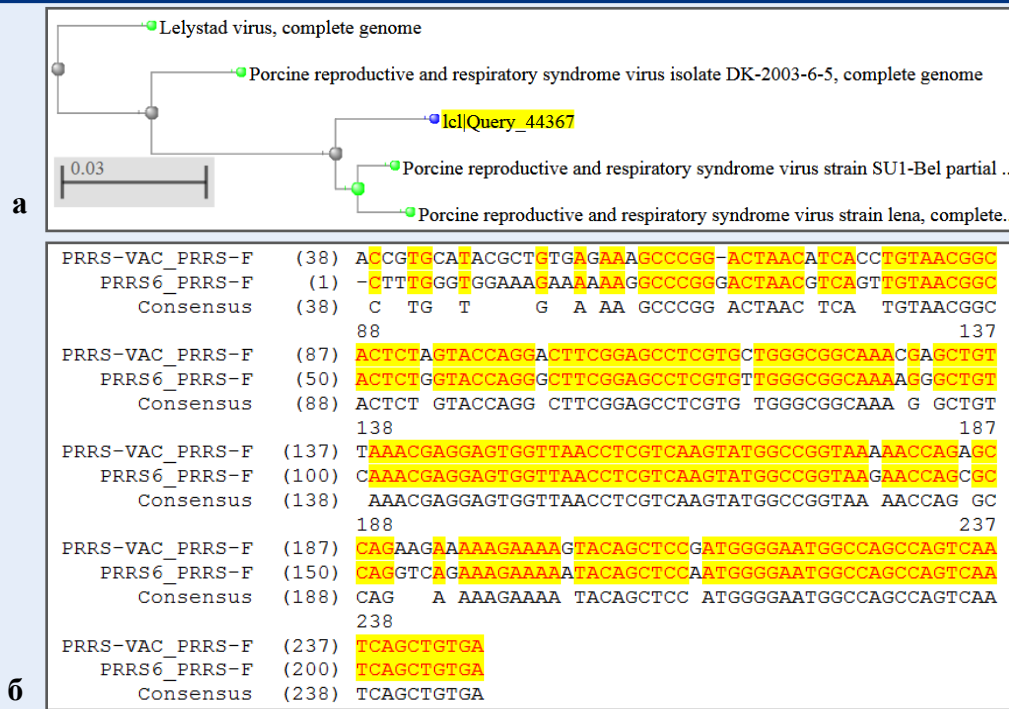 Lelystad virus, complete genome
Porcine reproductive and respiratory syndrome virus isolate DK-2003-6-5, complete genome
lcl|Query_44367
0.03
Porcine reproductive and respiratory syndrome virus strain SU1-Bel partial ..
а
Porcine reproductive and respiratory syndrome virus strain lena, complete..
PRRS-VAC_PRRS-F (38) ACCGTGCATACGCTGTGAGAAAGCCCGG-ACTAACATCACCTGTAACGGC
PRRS6_PRRS-F (1) -CTTTGGGTGGAAAGAAAAAAGGCCCGGGACTAACGTCAGTTGTAACGGC
Consensus (38) C TG T G A AA GCCCGG ACTAAC TCA TGTAACGGC
88 137
PRRS-VAC_PRRS-F (87) ACTCTAGTACCAGGACTTCGGAGCCTCGTGCTGGGCGGCAAACGAGCTGT
PRRS6_PRRS-F (50) ACTCTGGTACCAGGGCTTCGGAGCCTCGTGTTGGGCGGCAAAAGGGCTGT
Consensus (88) ACTCT GTACCAGG CTTCGGAGCCTCGTG TGGGCGGCAAA G GCTGT
138 187
PRRS-VAC_PRRS-F (137) TAAACGAGGAGTGGTTAACCTCGTCAAGTATGGCCGGTAAAAACCAGAGC
PRRS6_PRRS-F (100) CAAACGAGGAGTGGTTAACCTCGTCAAGTATGGCCGGTAAGAACCAGCGC
Consensus (138) AAACGAGGAGTGGTTAACCTCGTCAAGTATGGCCGGTAA AACCAG GC
188 237
PRRS-VAC_PRRS-F (187) CAGAAGAAAAAGAAAAGTACAGCTCCGATGGGGAATGGCCAGCCAGTCAA
PRRS6_PRRS-F (150) CAGGTCAGAAAGAAAAATACAGCTCCAATGGGGAATGGCCAGCCAGTCAA
Consensus (188) CAG A AAAGAAAA TACAGCTCC ATGGGGAATGGCCAGCCAGTCAA
238
PRRS-VAC_PRRS-F (237) TCAGCTGTGA
PRRS6_PRRS-F (200) TCAGCTGTGA
б
Consensus (238) TCAGCTGTGA